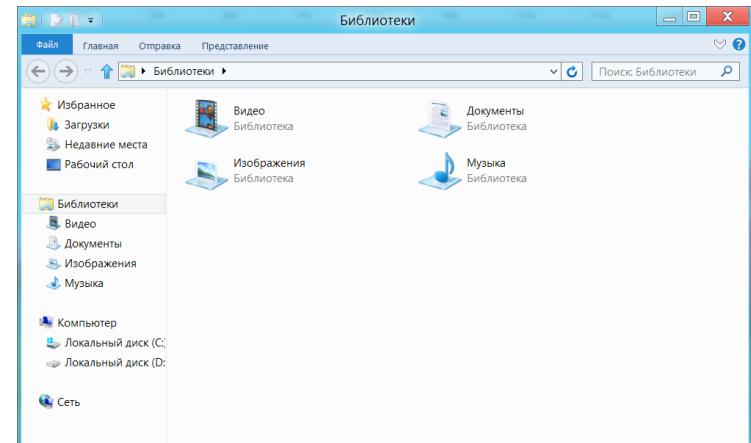 Библиотеки
Файл Главная Отправка Представление
Библиотеки
Поиск: Библиотеки
Избранное
Загрузки
Недавние места
Рабочий стол
Библиотеки
Видео
Документы
Изображения
Музыка
Компьютер
Локальный диск (C:
Локальный диск (D:
Сеть
Видео
Библиотека
Документы
Библиотека
Изображения
Библиотека
Музыка
Библиотека